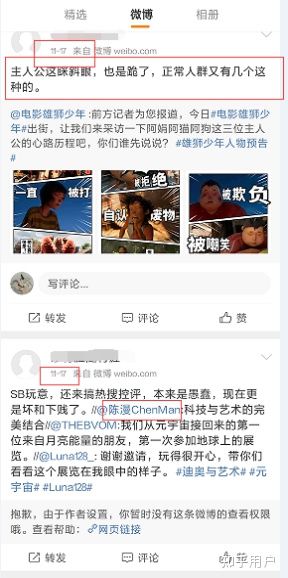 精选 微博 相册
11-17 来自 微博 weibo.com
主人公这眯斜眼，也是跪了，正常人群又有几个这种的。
@电影雄狮少年:前方记者为您报道，今日#电影雄狮少年#出街，让我们来采访一下阿娟阿猫阿狗这三位主人公的心路历程吧，你们谁先说说？#雄狮少年人物预告#
一直 被打
被拒绝
自认 废物
被欺负
被嘲笑
写评论...
转发 评论 赞
11-17 来自 微博 weibo.com
SB玩意，还来搞热搜控评，本来是愚蠢，现在更是坏和下贱了。//@陈漫ChenMan:科技与艺术的完美结合//@THEBVOM:我们从元宇宙接回来的第一位来自月亮能量的朋友，第一次参加地球上的展览。//@Luna128_:谢谢邀请，玩得很开心，带你们看看这个展览在我眼中的样子。#迪奥与艺术##元宇宙##Luna128#
抱歉，由于作者设置，你暂时没有这条微博的查看权限哦。查看帮助：网页链接
转发 评论 赞
知乎用户